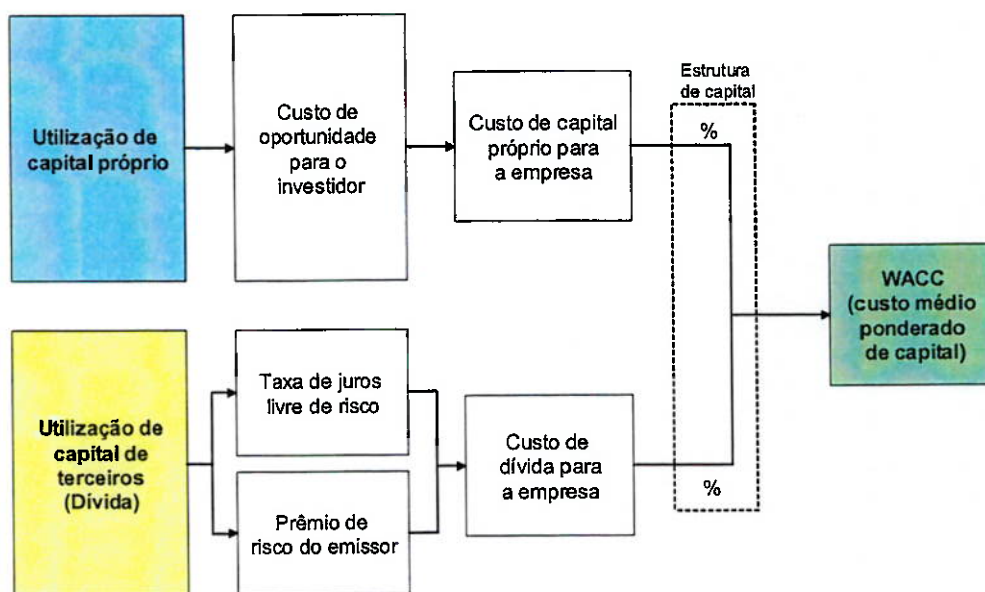 Utilização de
capital próprio
Custo de
oportunidade
para o
investidor
Custo de capital
próprio para
a empresa
Estrutura
de capital
%
WACC
(custo médio
ponderado
de capital)
Utilização de
capital de
terceiros
(Dívida)
Taxa de juros
livre de risco
Prêmio de
risco do emissor
Custo de
dívida para
a empresa
%